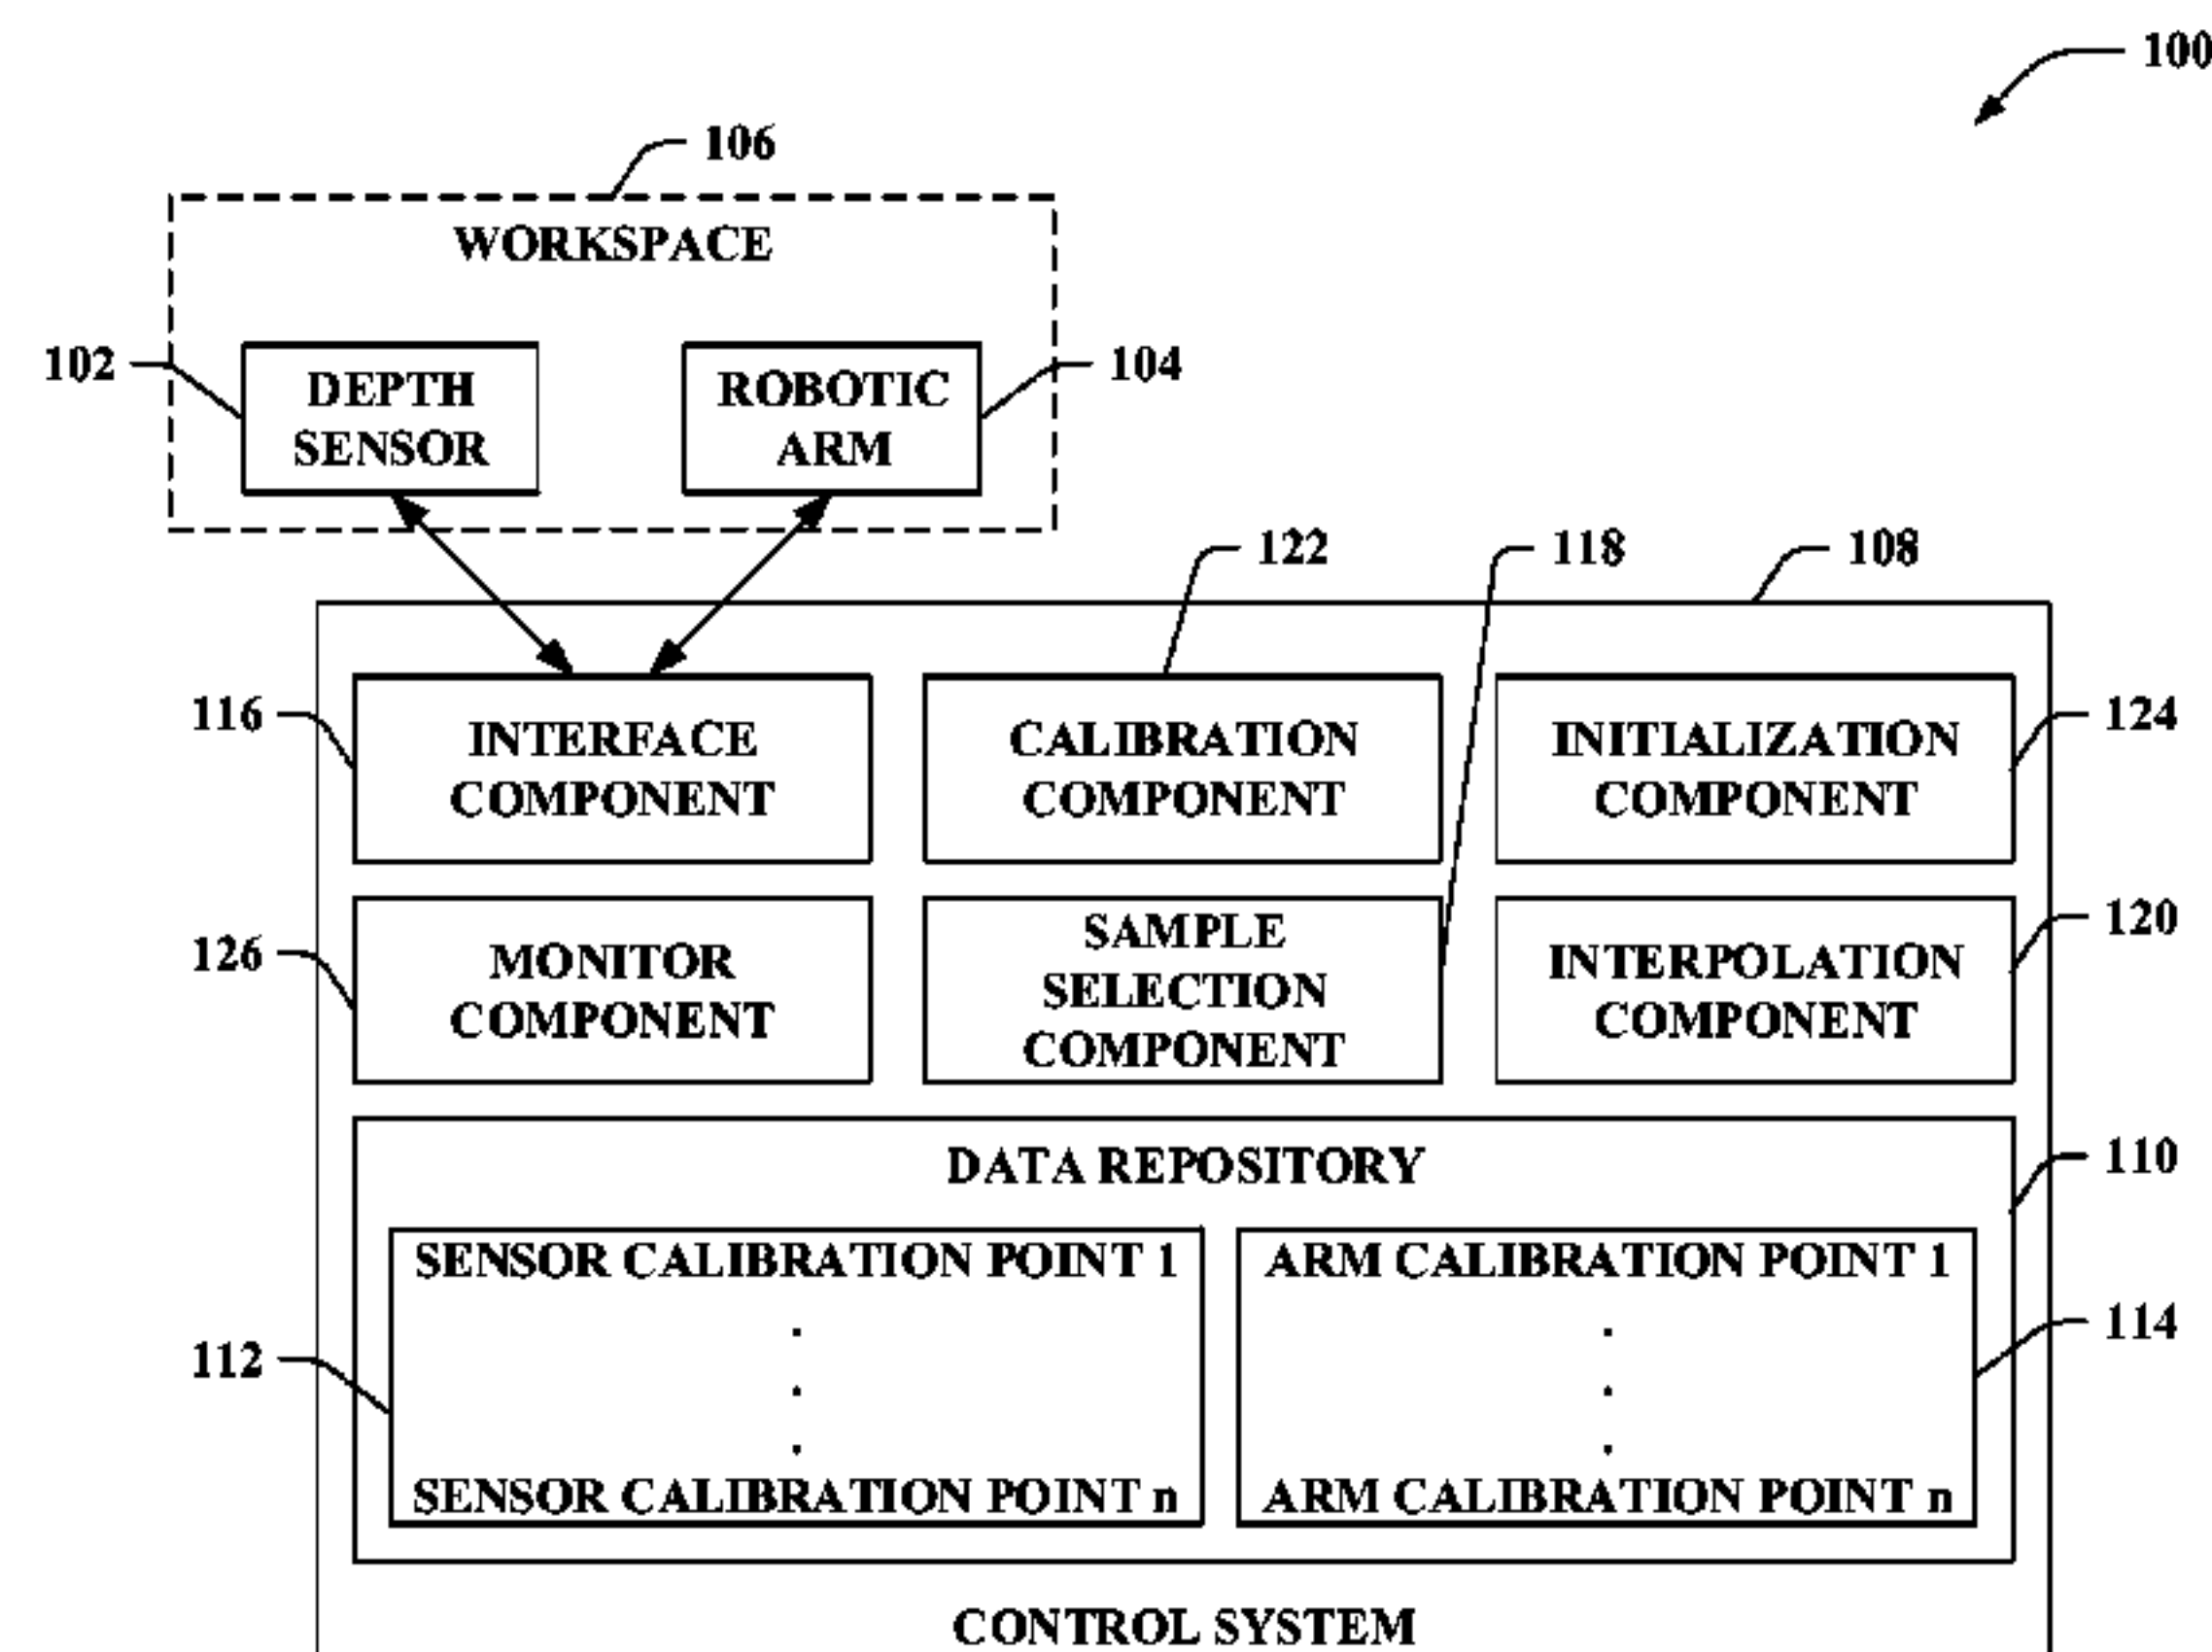 100
106
WORKSPACE
102
DEPTH
SENSOR
ROBOTIC
ARM
104
122
118
108
116
INTERFACE
COMPONENT
CALIBRATION
COMPONENT
INITIALIZATION
COMPONENT
124
126
MONITOR
COMPONENT
SAMPLE
SELECTION
COMPONENT
INTERPOLATION
COMPONENT
120
DATA REPOSITORY
110
SENSOR CALIBRATION POINT 1
.
.
.
SENSOR CALIBRATION POINT n
112
ARM CALIBRATION POINT 1
.
.
.
ARM CALIBRATION POINT n
114
CONTROL SYSTEM